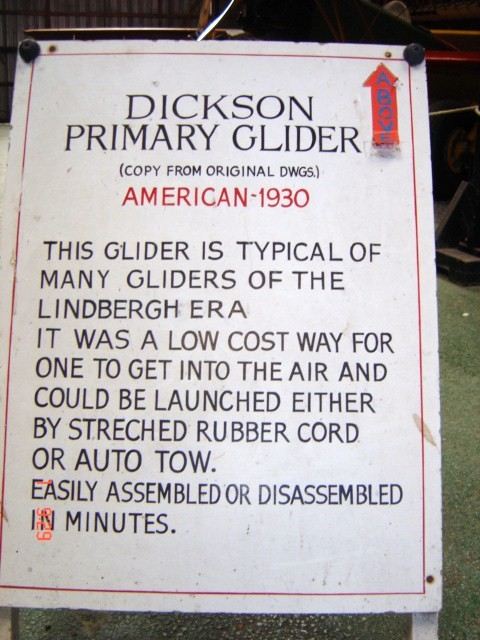 DICKSON
PRIMARY GLIDER
ABOVE
(COPY FROM ORIGINAL DWGS.)
AMERICAN-1930
THIS GLIDER IS TYPICAL OF
MANY GLIDERS OF THE
LINDBERGH ERA
IT WAS A LOW COST WAY FOR
ONE TO GET INTO THE AIR AND
COULD BE LAUNCHED EITHER
BY STRECHED RUBBER CORD
OR AUTO TOW.
EASILY ASSEMBLED OR DISASSEMBLED
IN MINUTES.